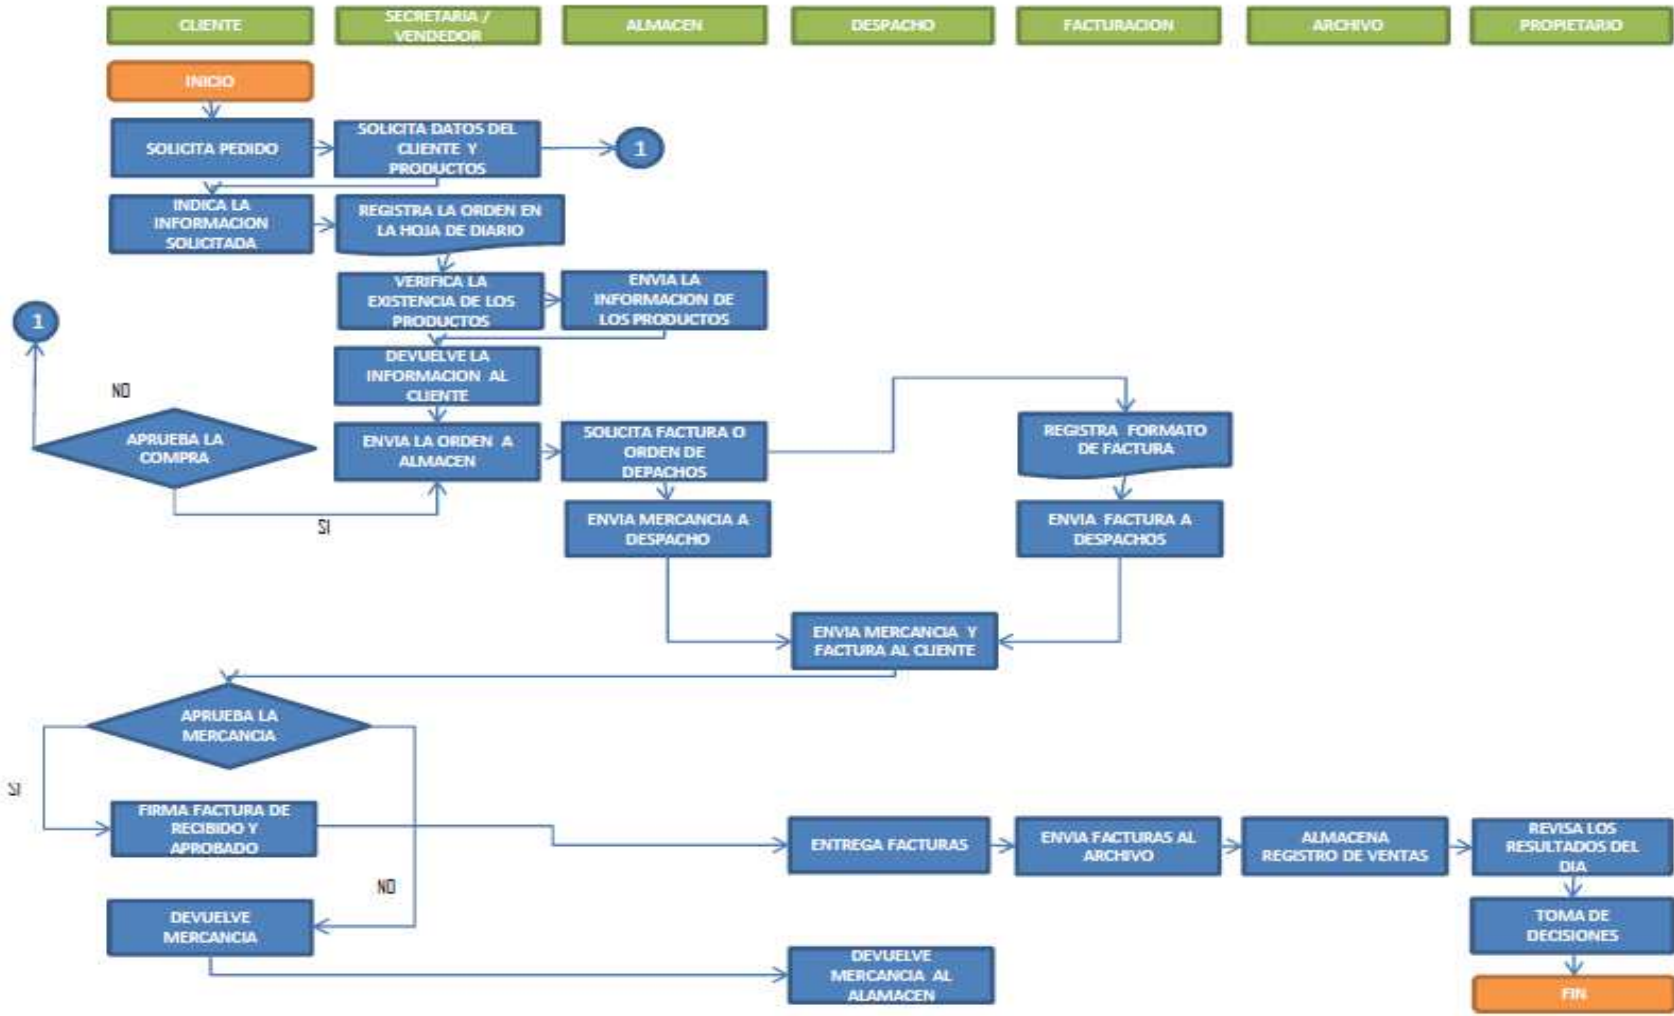 CLIENTE
SECRETARIA /
VENDEDOR
ALMACEN
DESPACHO
FACTURACION
ARCHIVO
PROPIETARIO
INICIO
SOLICITA PEDIDO
SOLICITA DATOS DEL
CLIENTE Y
PRODUCTOS
1
INDICA LA
INFORMACION
SOLICITADA
REGISTRA LA ORDEN EN
LA HOJA DE DIARIO
VERIFICA LA
EXISTENCIA DE LOS
PRODUCTOS
ENVIA LA
INFORMACION DE
LOS PRODUCTOS
1
DEVUELVE LA
INFORMACION AL
CLIENTE
NO
APRUEBA LA
COMPRA
ENVIA LA ORDEN A
ALMACEN
SOLICITA FACTURA O
ORDEN DE
DEPACHOS
REGISTRA FORMATO
DE FACTURA
SI
ENVIA MERCANCIA A
DESPACHO
ENVIA FACTURA A
DESPACHOS
ENVIA MERCANCIA Y
FACTURA AL CLIENTE
APRUEBA LA
MERCANCIA
SI
FIRMA FACTURA DE
RECIBIDO Y
APROBADO
ENTREGA FACTURAS
ENVIA FACTURAS AL
ARCHIVO
ALMACENA
REGISTRO DE VENTAS
REVISA LOS
RESULTADOS DEL
DIA
NO
DEVUELVE
MERCANCIA
TOMA DE
DECISIONES
DEVUELVE
MERCANCIA AL
ALAMACEN
FIN